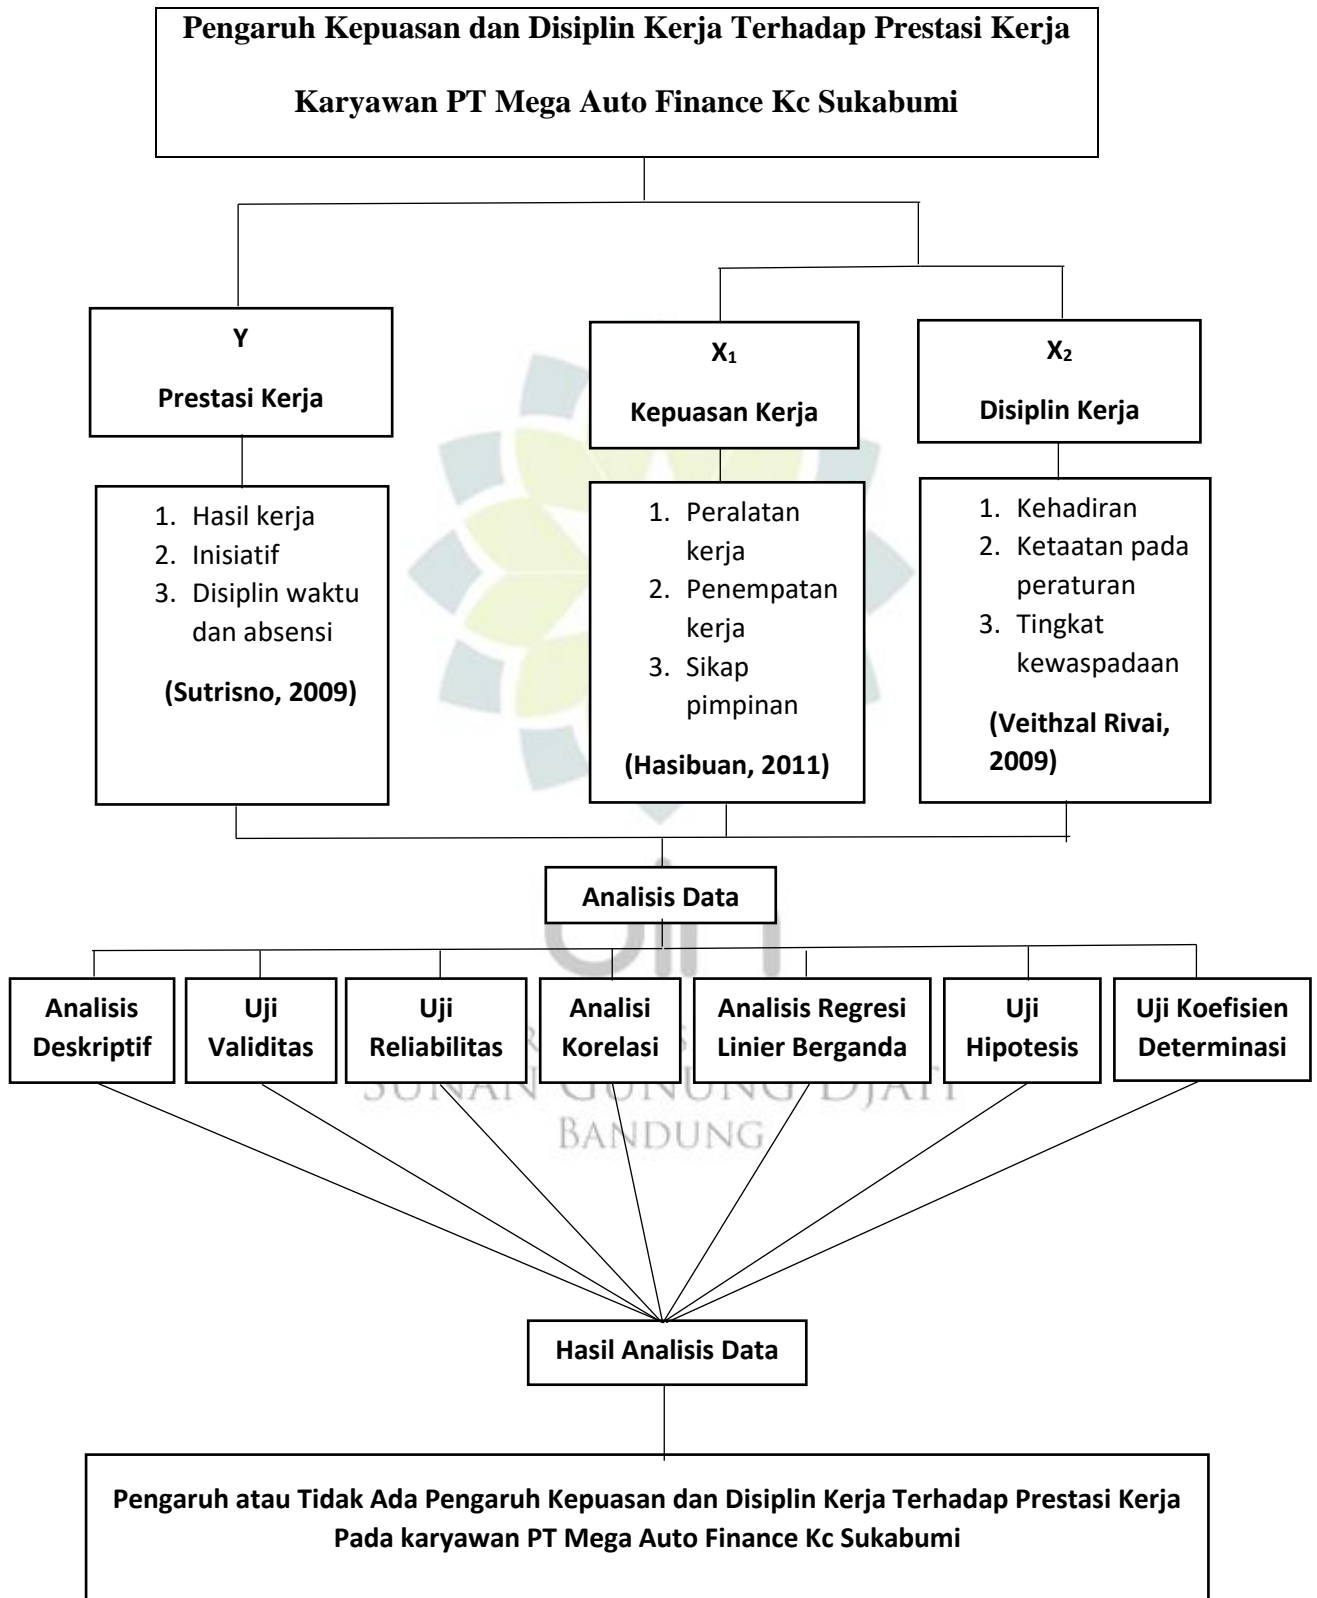 Pengaruh Kepuasan dan Disiplin Kerja Terhadap Prestasi Kerja
Karyawan PT Mega Auto Finance Kc Sukabumi
Y
Prestasi Kerja
X₁
Kepuasan Kerja
X₂
Disiplin Kerja
1. Hasil kerja
2. Inisiatif
3. Disiplin waktu
dan absensi
(Sutrisno, 2009)
1. Peralatan
kerja
2. Penempatan
kerja
3. Sikap
pimpinan
(Hasibuan, 2011)
1. Kehadiran
2. Ketaatan pada
peraturan
3. Tingkat
kewaspadaan
(Veithzal Rivai,
2009)
Analisis Data
Analisis
Deskriptif
Uji
Validitas
Uji
Reliabilitas
Analisi
Korelasi
Analisis Regresi
Linier Berganda
Uji
Hipotesis
Uji Koefisien
Determinasi
SUNAN GUNUNG DJATI
BANDUNG
Hasil Analisis Data
Pengaruh atau Tidak Ada Pengaruh Kepuasan dan Disiplin Kerja Terhadap Prestasi Kerja
Pada karyawan PT Mega Auto Finance Kc Sukabumi